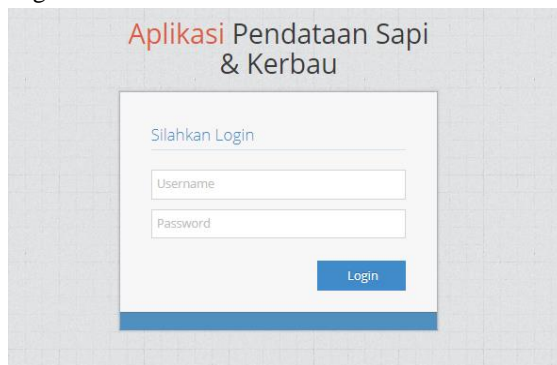 Aplikasi Pendataan Sapi
& Kerbau
Silahkan Login
Username
Password
Login